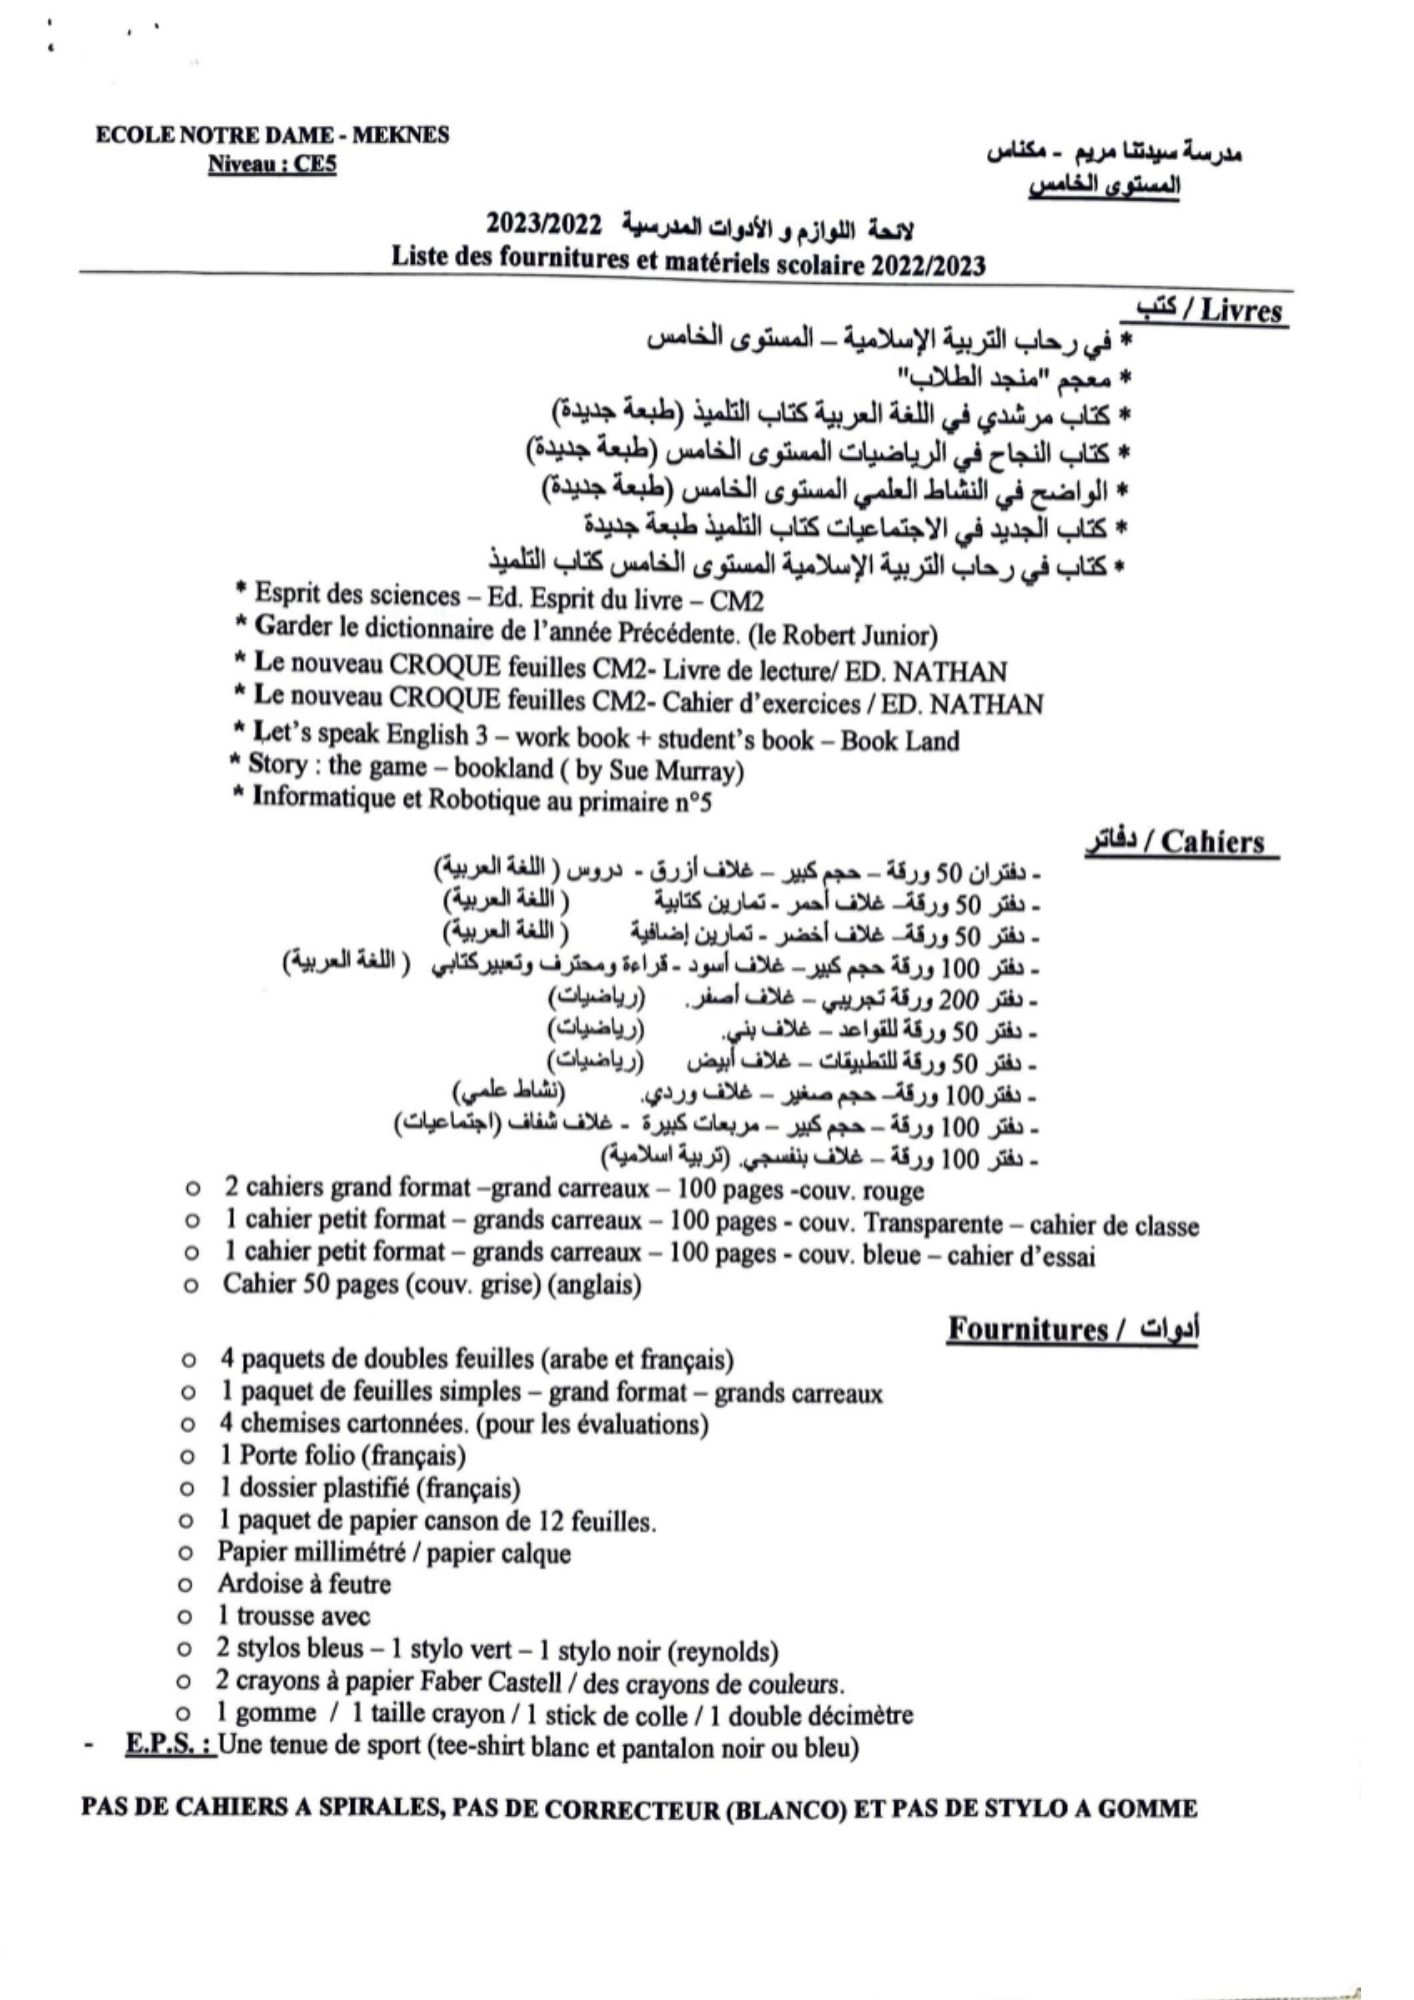 ECOLE NOTRE DAME - MEKNES
Niveau : CE5
مدرسة سيدتنا مريم - مكناس
المستوى الخامس
لائحة اللوازم و الأدوات المدرسية 2023/2022
Liste des fournitures et matériels scolaire 2022/2023
كتب / Livres
* في رحاب التربية الإسلامية – المستوى الخامس
* معجم "منجد الطلاب"
* كتاب مرشدي في اللغة العربية كتاب التلميذ (طبعة جديدة)
* كتاب النجاح في الرياضيات المستوى الخامس (طبعة جديدة)
* الواضح في النشاط العلمي المستوى الخامس (طبعة جديدة)
* كتاب الجديد في الاجتماعيات كتاب التلميذ طبعة جديدة
* كتاب في رحاب التربية الإسلامية المستوى الخامس كتاب التلميذ
* Esprit des sciences – Ed. Esprit du livre – CM2
* Garder le dictionnaire de l’année Précédente. (le Robert Junior)
* Le nouveau CROQUE feuilles CM2- Livre de lecture/ ED. NATHAN
* Le nouveau CROQUE feuilles CM2- Cahier d’exercices / ED. NATHAN
* Let’s speak English 3 – work book + student’s book – Book Land
* Story : the game – bookland ( by Sue Murray)
* Informatique et Robotique au primaire n°5
دفاتر / Cahiers
- دفتران 50 ورقة – حجم كبير – غلاف أزرق - دروس ( اللغة العربية)
- دفتر 50 ورقة– غلاف أحمر - تمارين كتابية ( اللغة العربية)
- دفتر 50 ورقة– غلاف أخضر - تمارين إضافية ( اللغة العربية)
- دفتر 100 ورقة حجم كبير– غلاف أسود - قراءة ومحترف وتعبير كتابي ( اللغة العربية)
- دفتر 200 ورقة تجريبي – غلاف أصفر. (رياضيات)
- دفتر 50 ورقة للقواعد – غلاف بني. (رياضيات)
- دفتر 50 ورقة للتطبيقات – غلاف أبيض (رياضيات)
- دفتر 100 ورقة– حجم صغير – غلاف وردي. (نشاط علمي)
- دفتر 100 ورقة – حجم كبير – مربعات كبيرة - غلاف شفاف (اجتماعيات)
- دفتر 100 ورقة – غلاف بنفسجي. (تربية اسلامية)
o 2 cahiers grand format –grand carreaux – 100 pages -couv. rouge
o 1 cahier petit format – grands carreaux – 100 pages - couv. Transparente – cahier de classe
o 1 cahier petit format – grands carreaux – 100 pages - couv. bleue – cahier d’essai
o Cahier 50 pages (couv. grise) (anglais)
Fournitures / أدوات
o 4 paquets de doubles feuilles (arabe et français)
o 1 paquet de feuilles simples – grand format – grands carreaux
o 4 chemises cartonnées. (pour les évaluations)
o 1 Porte folio (français)
o 1 dossier plastifié (français)
o 1 paquet de papier canson de 12 feuilles.
o Papier millimétré / papier calque
o Ardoise à feutre
o 1 trousse avec
o 2 stylos bleus – 1 stylo vert – 1 stylo noir (reynolds)
o 2 crayons à papier Faber Castell / des crayons de couleurs.
o 1 gomme / 1 taille crayon / 1 stick de colle / 1 double décimètre
- E.P.S. : Une tenue de sport (tee-shirt blanc et pantalon noir ou bleu)
PAS DE CAHIERS A SPIRALES, PAS DE CORRECTEUR (BLANCO) ET PAS DE STYLO A GOMME